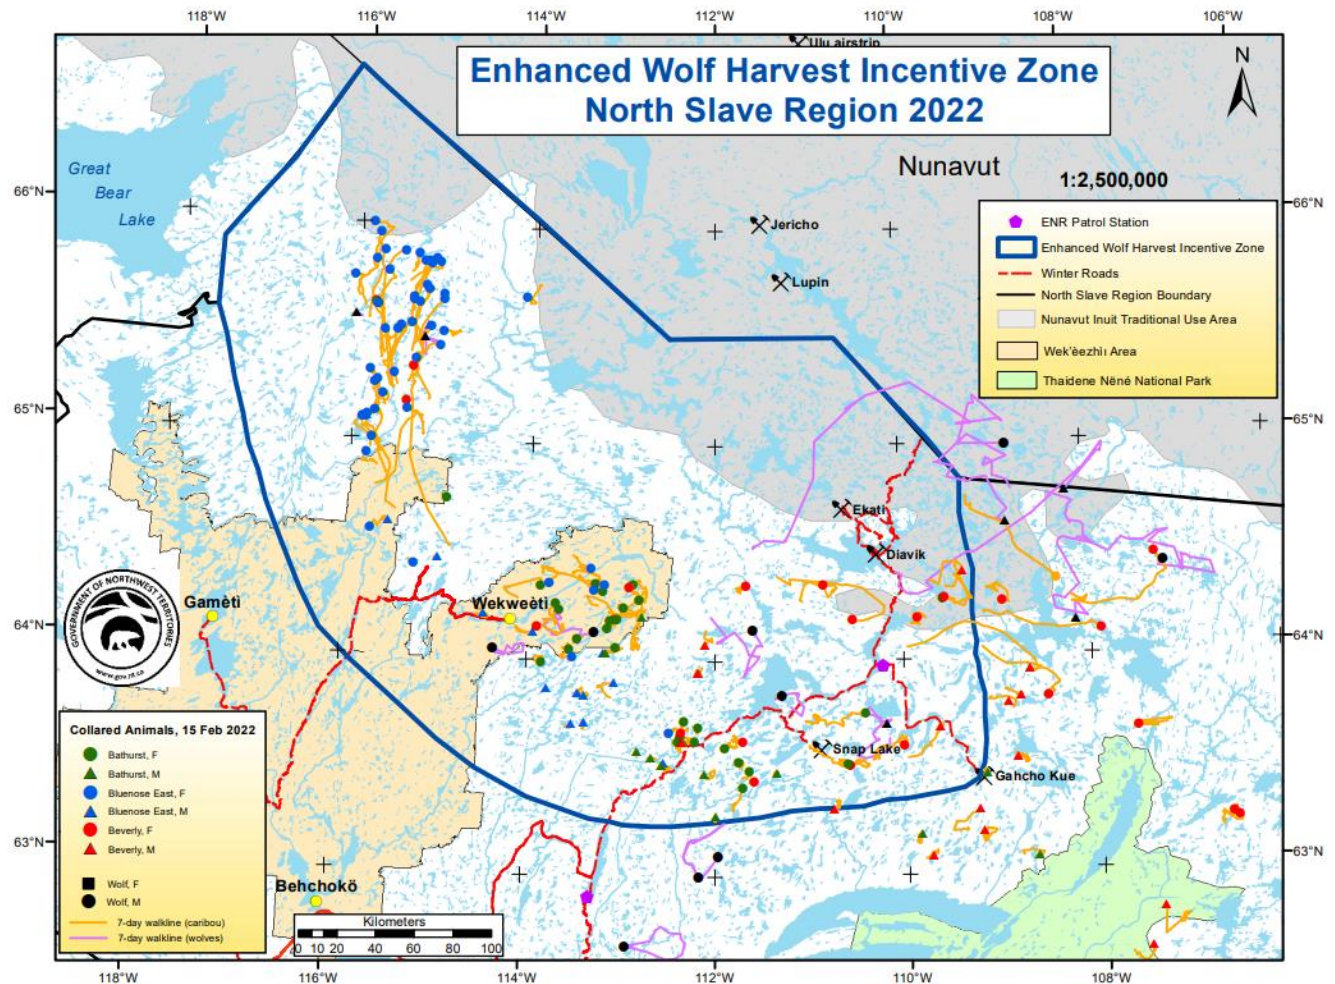 118°W 116°W 114°W 112°W 110°W 108°W 106°W
Ulu airstrip
Enhanced Wolf Harvest Incentive Zone
North Slave Region 2022
N
Great
Bear
Lake
Nunavut
1:2,500,000
66°N
66°N
Jericho
Lupin
ENR Patrol Station
Enhanced Wolf Harvest Incentive Zone
Winter Roads
North Slave Region Boundary
Nunavut Inuit Traditional Use Area
Wek'èezhìı Area
Thaidene Nëné National Park
65°N
65°N
Ekati
Diavik
GOVERNMENT OF NORTHWEST TERRITORIES
www.gov.nt.ca
Gamètì
Wekweètì
64°N
64°N
Collared Animals, 15 Feb 2022
Bathurst, F
Bathurst, M
Bluenose East, F
Bluenose East, M
Beverly, F
Beverly, M
Wolf, F
Wolf, M
7-day walkline (caribou)
7-day walkline (wolves)
Snap Lake
Gahcho Kue
63°N
63°N
Behchokö
Kilometers
0 10 20 40 60 80 100
118°W 116°W 114°W 112°W 110°W 108°W